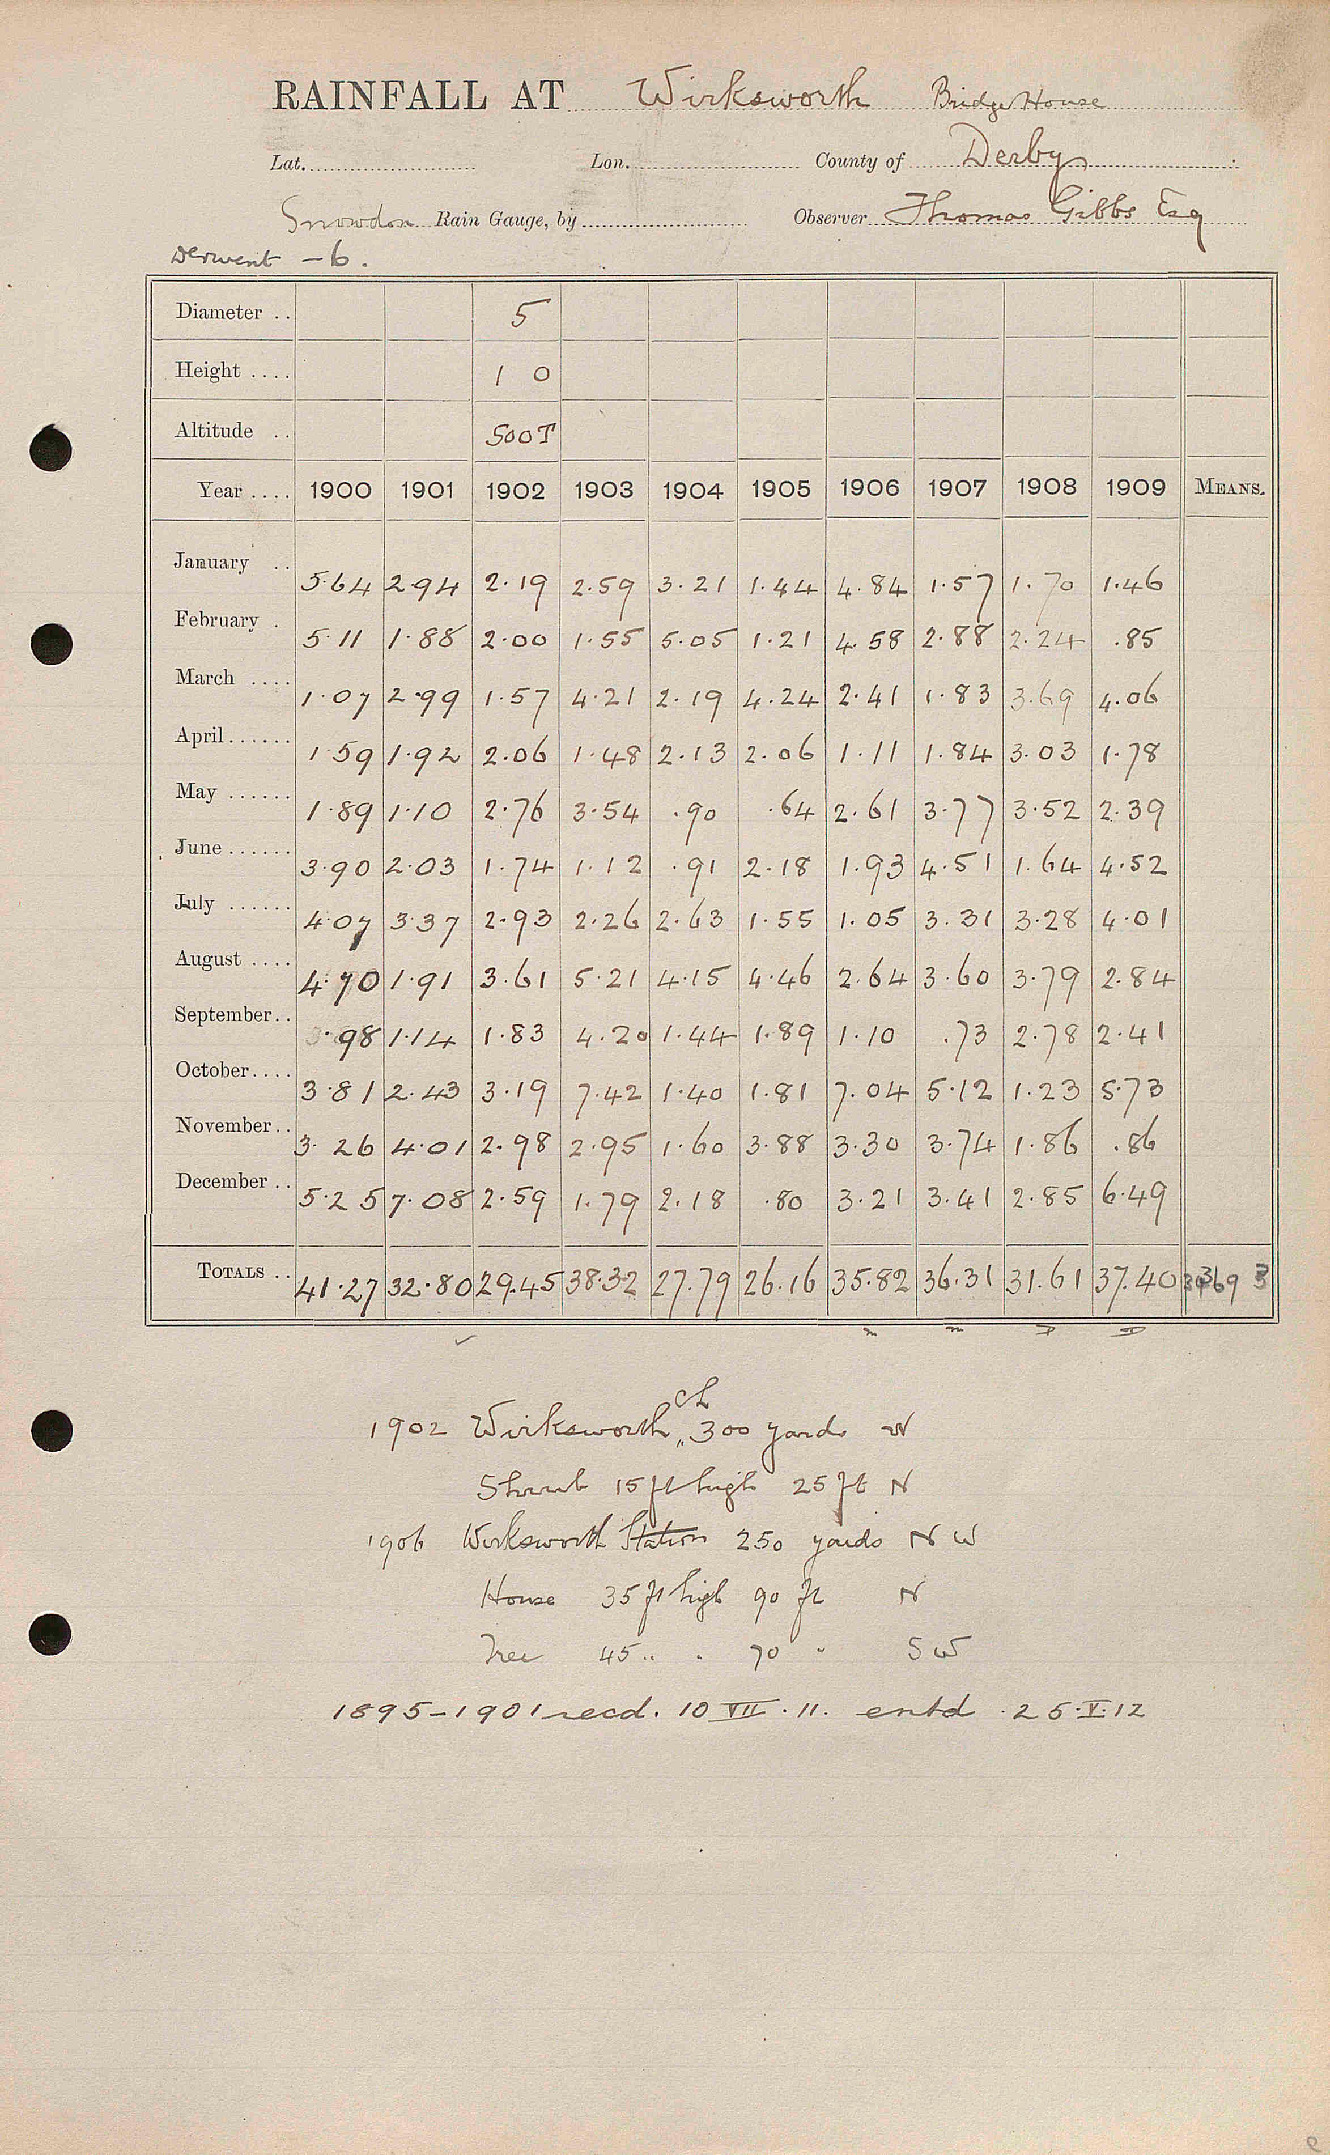 RAINFALL AT Wirksworth Bridge House
Lat. Lon. County of Derby
Snowdon Rain Gauge, by Observer Thomas Gibbs Esq
Derwent - 6.
Diameter .. 5
Height .... 1 0
Altitude .. 500T
Year .... 1900 1901 1902 1903 1904 1905 1906 1907 1908 1909 MEANS.
January .. 5.64 2.94 2.19 2.59 3.21 1.44 4.84 1.57 1.70 1.46
February . 5.11 1.88 2.00 1.55 5.05 1.21 4.58 2.88 2.24 .85
March .... 1.07 2.99 1.57 4.21 2.19 4.24 2.41 1.83 3.69 4.06
April...... 1.59 1.92 2.06 1.48 2.13 2.06 1.11 1.84 3.03 1.78
May ...... 1.89 1.10 2.76 3.54 .90 .64 2.61 3.77 3.52 2.39
June ...... 3.90 2.03 1.74 1.12 .91 2.18 1.93 4.51 1.64 4.52
July ...... 4.07 3.37 2.93 2.26 2.63 1.55 1.05 3.31 3.28 4.01
August .... 4.70 1.91 3.61 5.21 4.15 4.46 2.64 3.60 3.79 2.84
September.. .98 1.14 1.83 4.20 1.44 1.89 1.10 .73 2.78 2.41
October.... 3.81 2.43 3.19 7.42 1.40 1.81 7.04 5.12 1.23 5.73
November.. 3.26 4.01 2.98 2.95 1.60 3.88 3.30 3.74 1.86 .86
December .. 5.25 7.08 2.59 1.79 2.18 .80 3.21 3.41 2.85 6.49
TOTALS .. 41.27 32.80 29.45 38.32 27.79 26.16 35.82 36.31 31.61 37.40
ch
1902 Wirksworth " 300 yards W
Shrub 15 ft high 25 ft N
1906 Wirksworth Station 250 yards N W
House 35 ft high 90 ft N
Tree 45 " " 70 " S W
1895-1901 recd. 10 VII. 11. entd . 25.V.12